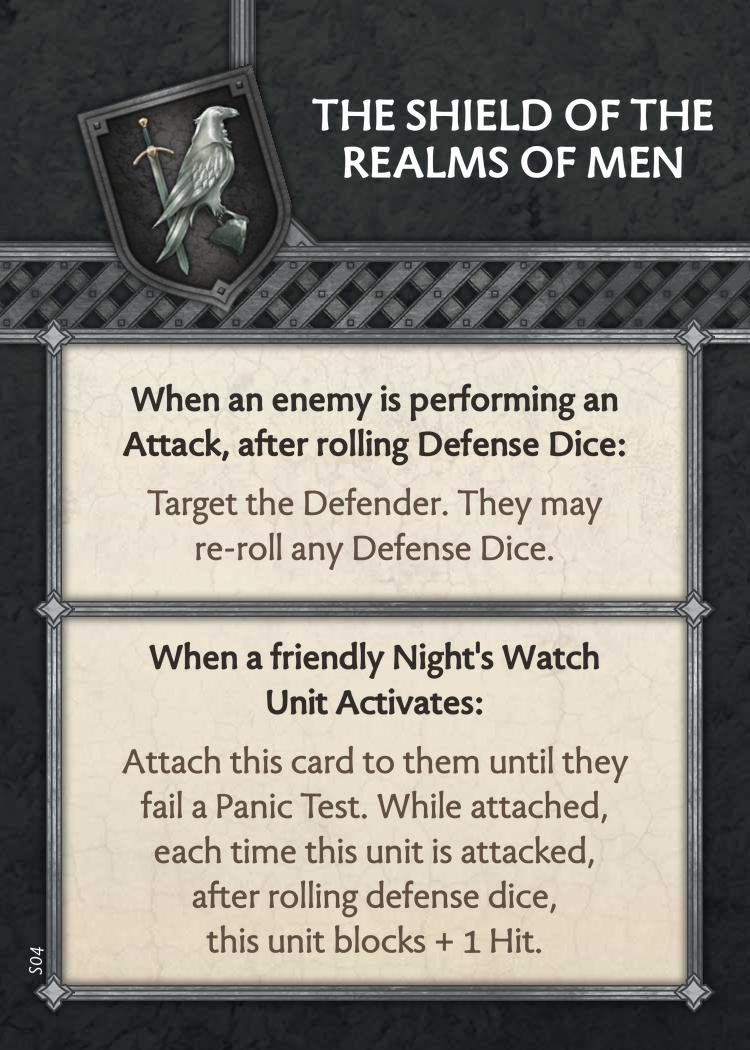 THE SHIELD OF THE
REALMS OF MEN
When an enemy is performing an
Attack, after rolling Defense Dice:
Target the Defender. They may
re-roll any Defense Dice.
When a friendly Night's Watch
Unit Activates:
Attach this card to them until they
fail a Panic Test. While attached,
each time this unit is attacked,
after rolling defense dice,
this unit blocks + 1 Hit.
S04